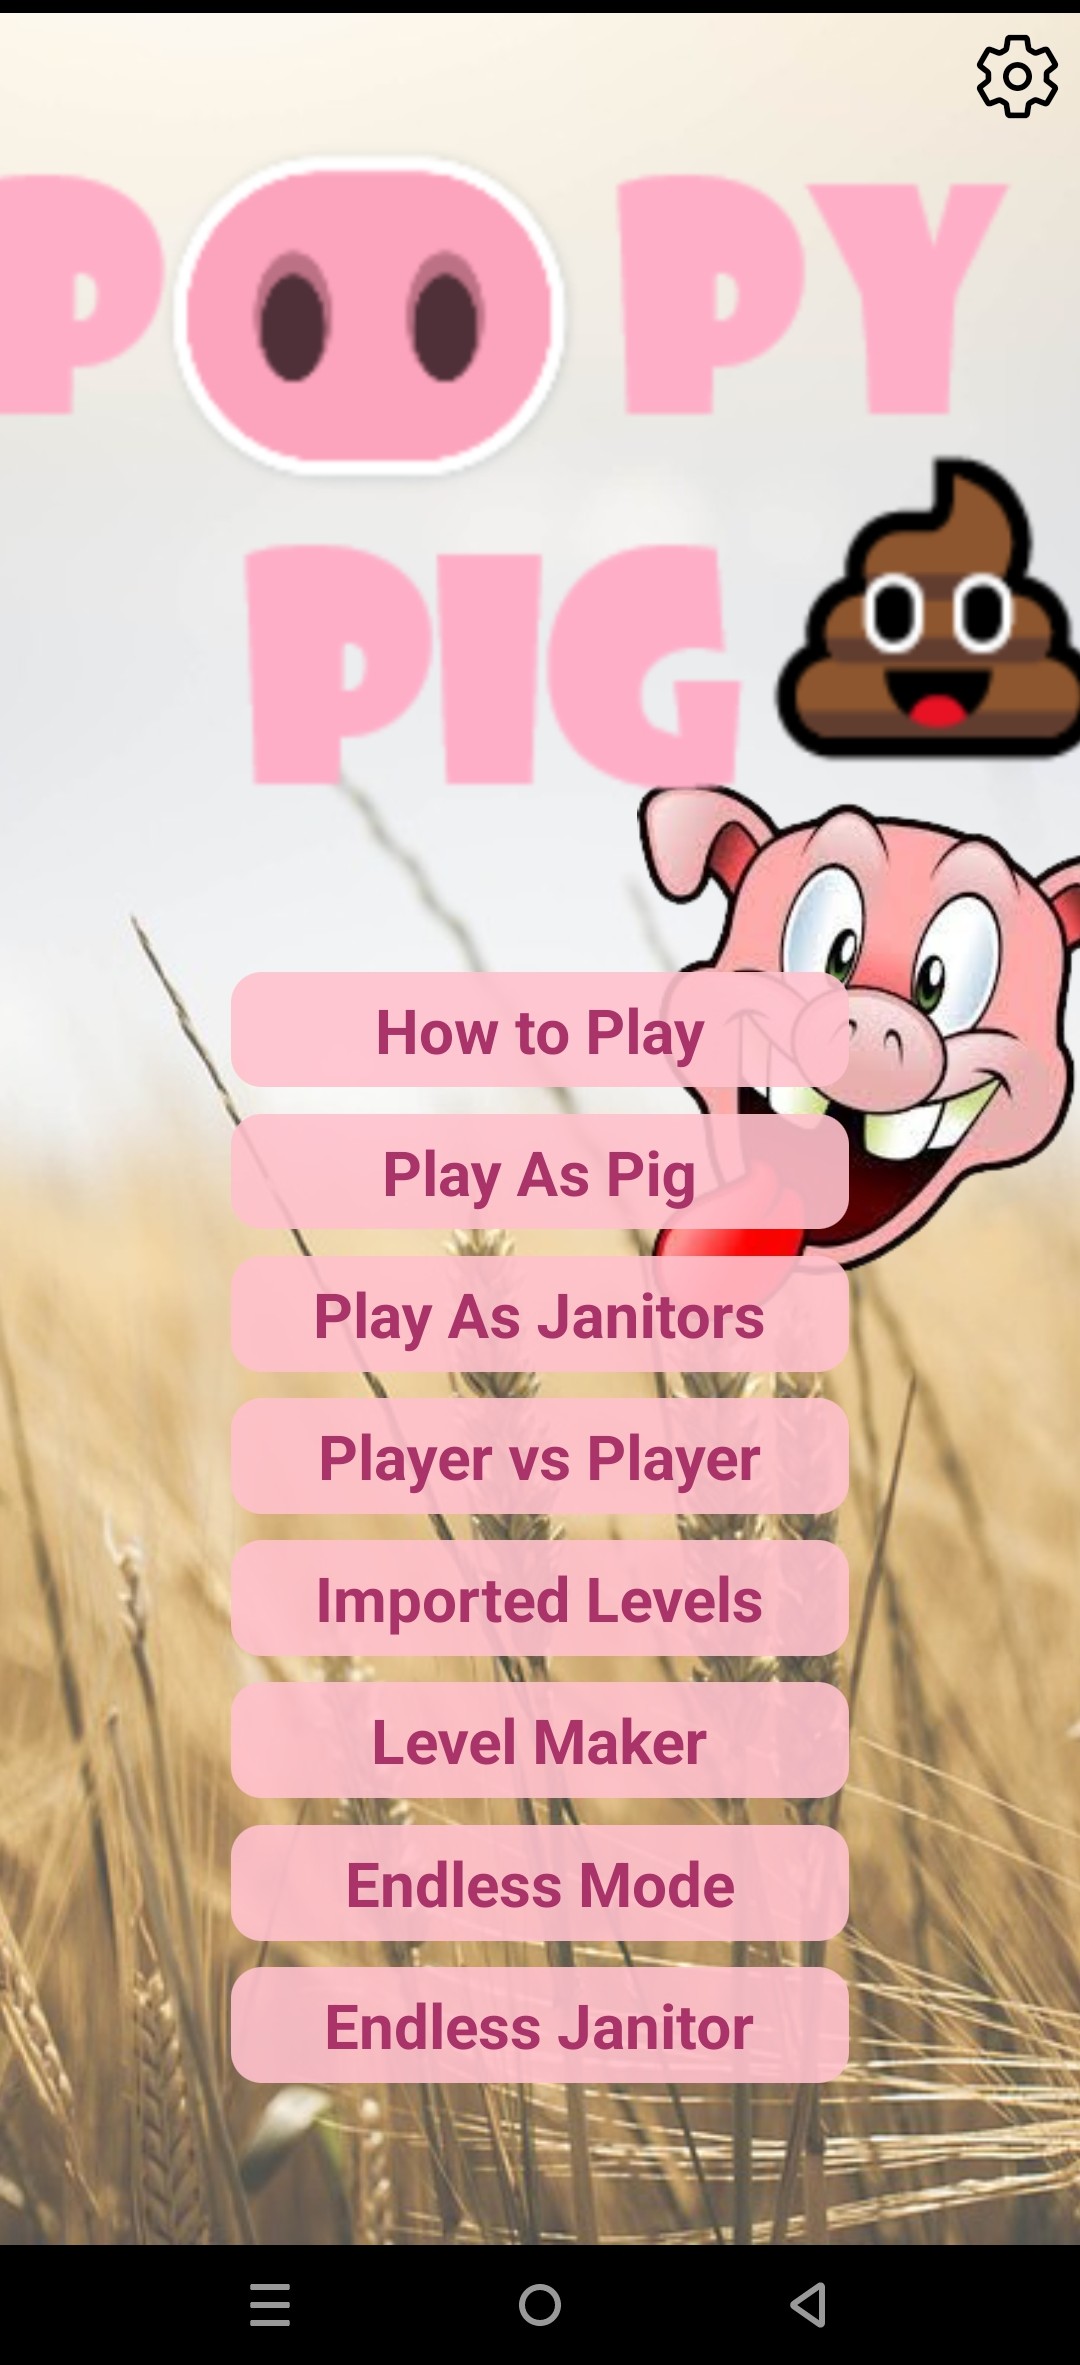 POPY
PIG
How to Play
Play As Pig
Play As Janitors
Player vs Player
Imported Levels
Level Maker
Endless Mode
Endless Janitor